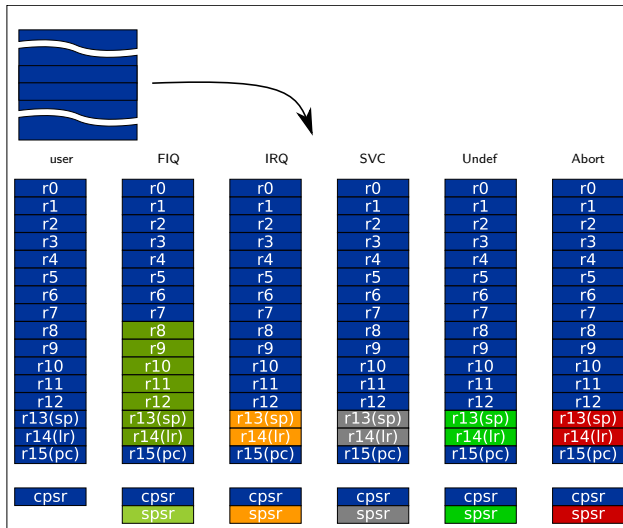 user FIQ IRQ SVC Undef Abort
r0 r0 r0 r0 r0 r0
r1 r1 r1 r1 r1 r1
r2 r2 r2 r2 r2 r2
r3 r3 r3 r3 r3 r3
r4 r4 r4 r4 r4 r4
r5 r5 r5 r5 r5 r5
r6 r6 r6 r6 r6 r6
r7 r7 r7 r7 r7 r7
r8 r8 r8 r8 r8 r8
r9 r9 r9 r9 r9 r9
r10 r10 r10 r10 r10 r10
r11 r11 r11 r11 r11 r11
r12 r12 r12 r12 r12 r12
r13(sp) r13(sp) r13(sp) r13(sp) r13(sp) r13(sp)
r14(lr) r14(lr) r14(lr) r14(lr) r14(lr) r14(lr)
r15(pc) r15(pc) r15(pc) r15(pc) r15(pc) r15(pc)
cpsr cpsr cpsr cpsr cpsr cpsr
spsr spsr spsr spsr spsr